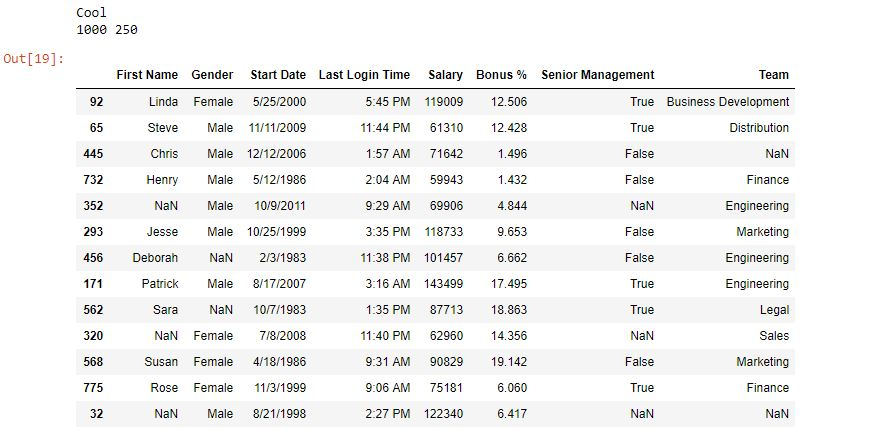 Cool
1000 250
Out[19]:
First Name Gender Start Date Last Login Time Salary Bonus % Senior Management Team
92 Linda Female 5/25/2000 5:45 PM 119009 12.506 True Business Development
65 Steve Male 11/11/2009 11:44 PM 61310 12.428 True Distribution
445 Chris Male 12/12/2006 1:57 AM 71642 1.496 False NaN
732 Henry Male 5/12/1986 2:04 AM 59943 1.432 False Finance
352 NaN Male 10/9/2011 9:29 AM 69906 4.844 NaN Engineering
293 Jesse Male 10/25/1999 3:35 PM 118733 9.653 False Marketing
456 Deborah NaN 2/3/1983 11:38 PM 101457 6.662 False Engineering
171 Patrick Male 8/17/2007 3:16 AM 143499 17.495 True Engineering
562 Sara NaN 10/7/1983 1:35 PM 87713 18.863 True Legal
320 NaN Female 7/8/2008 11:40 PM 62960 14.356 NaN Sales
568 Susan Female 4/18/1986 9:31 AM 90829 19.142 False Marketing
775 Rose Female 11/3/1999 9:06 AM 75181 6.060 True Finance
32 NaN Male 8/21/1998 2:27 PM 122340 6.417 NaN NaN